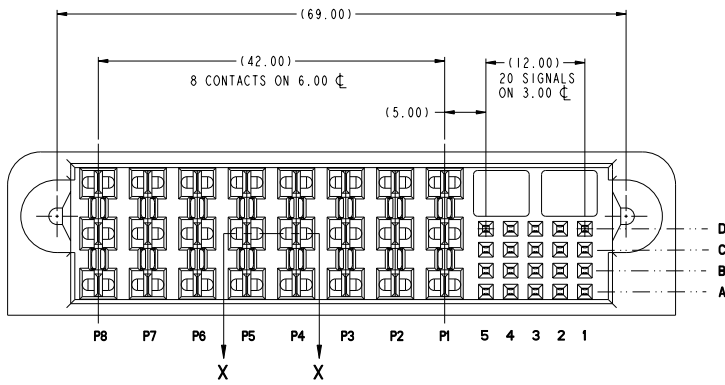 (69.00)
(42.00)
8 CONTACTS ON 6.00 ℄
(12.00)
20 SIGNALS
ON 3.00 ℄
(5.00)
D
C
B
A
P8 P7 P6 P5 P4 P3 P2 P1 5 4 3 2 1
X X